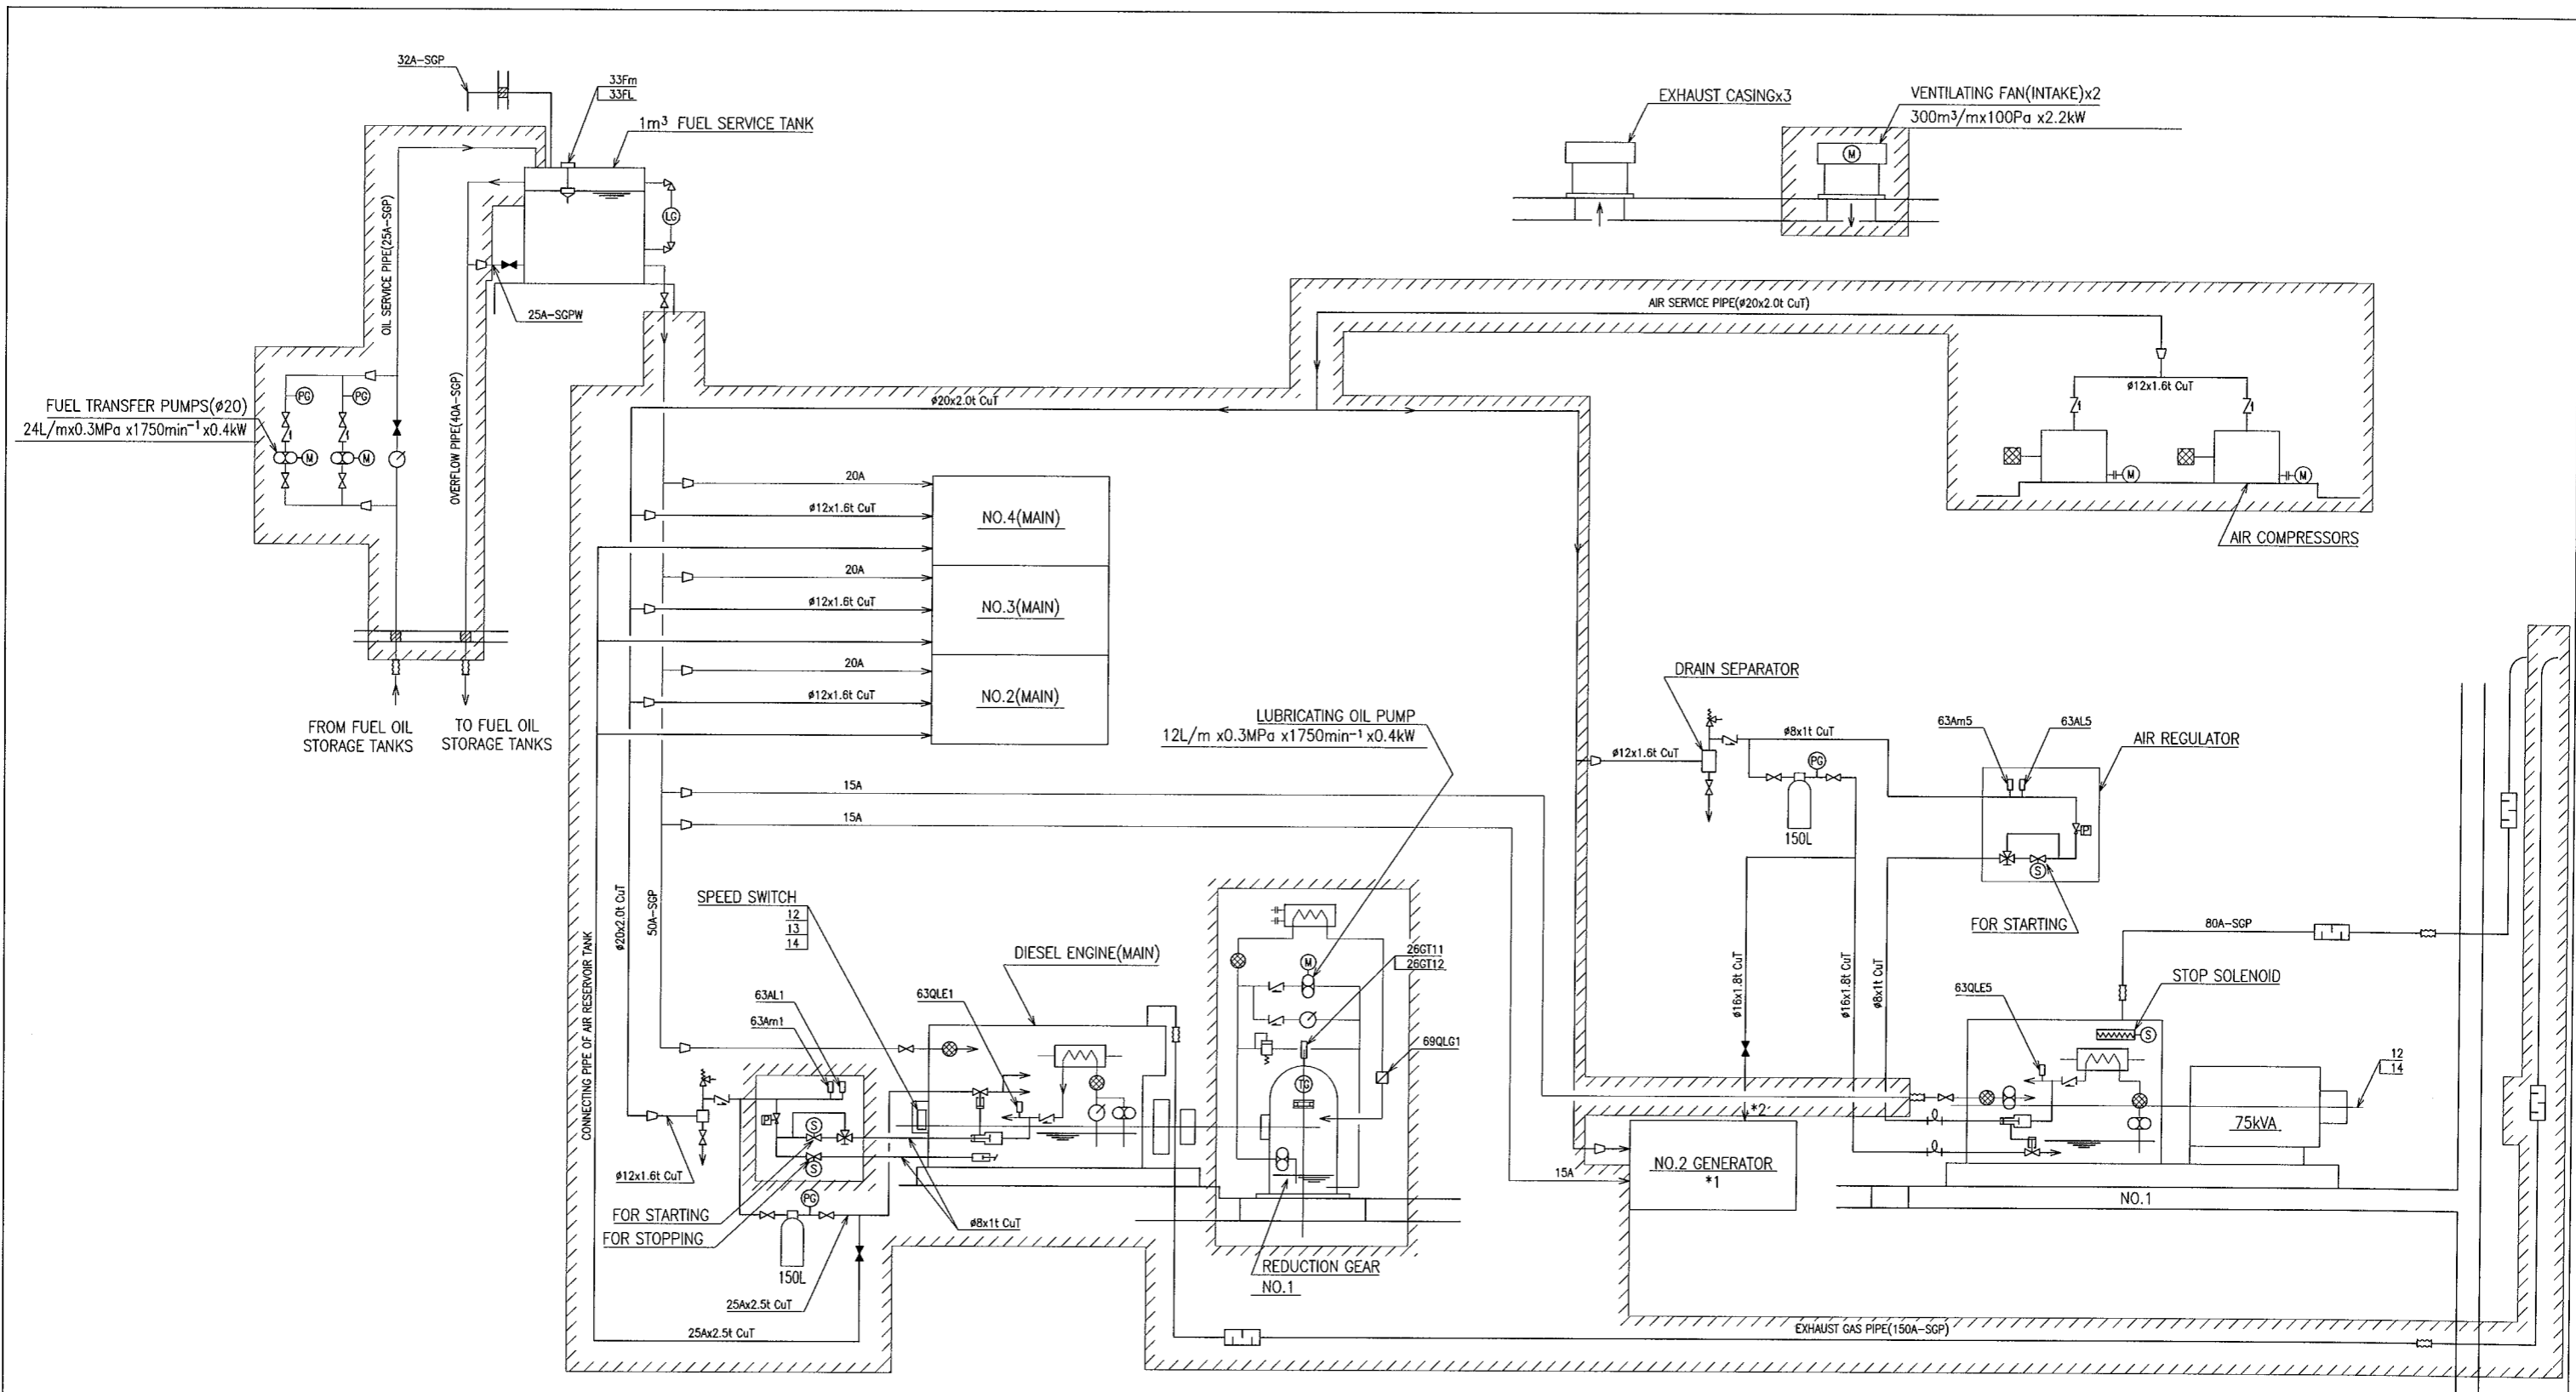 32A-SGP
33Fm
33FL
1m³ FUEL SERVICE TANK
LG
OIL SERVICE PIPE(25A-SGP)
25A-SGPW
OVERFLOW PIPE(40A-SGP)
PG
PG
FUEL TRANSFER PUMPS(ø20)
24L/mx0.3MPa x1750min⁻¹ x0.4kW
M
M
FROM FUEL OIL
STORAGE TANKS
TO FUEL OIL
STORAGE TANKS
EXHAUST CASINGx3
VENTILATING FAN(INTAKE)x2
300m³/mx100Pa x2.2kW
M
AIR SERVICE PIPE(ø20x2.0t CuT)
ø12x1.6t CuT
M
M
AIR COMPRESSORS
ø20x2.0t CuT
20A
ø12x1.6t CuT
NO.4(MAIN)
20A
ø12x1.6t CuT
NO.3(MAIN)
20A
ø12x1.6t CuT
NO.2(MAIN)
15A
15A
LUBRICATING OIL PUMP
12L/m x0.3MPa x1750min⁻¹ x0.4kW
DRAIN SEPARATOR
ø12x1.6t CuT
ø8x1t CuT
PG
150L
63Am5
63AL5
AIR REGULATOR
P
S
FOR STARTING
80A-SGP
CONNECTING PIPE OF AIR RESERVOIR TANK
ø20x2.0t CuT
50A-SGP
SPEED SWITCH
12
13
14
DIESEL ENGINE(MAIN)
63AL1
63Am1
63QLE1
P
S
S
ø12x1.6t CuT
FOR STARTING
FOR STOPPING
PG
150L
ø8x1t CuT
25Ax2.5t CuT
25Ax2.5t CuT
M
26GT11
26GT12
69QLG1
TG
REDUCTION GEAR
NO.1
ø16x1.8t CuT
ø16x1.8t CuT
ø8x1t CuT
63QLE5
STOP SOLENOID
S
12
14
75kVA
*2
15A
NO.2 GENERATOR
*1
NO.1
EXHAUST GAS PIPE(150A-SGP)